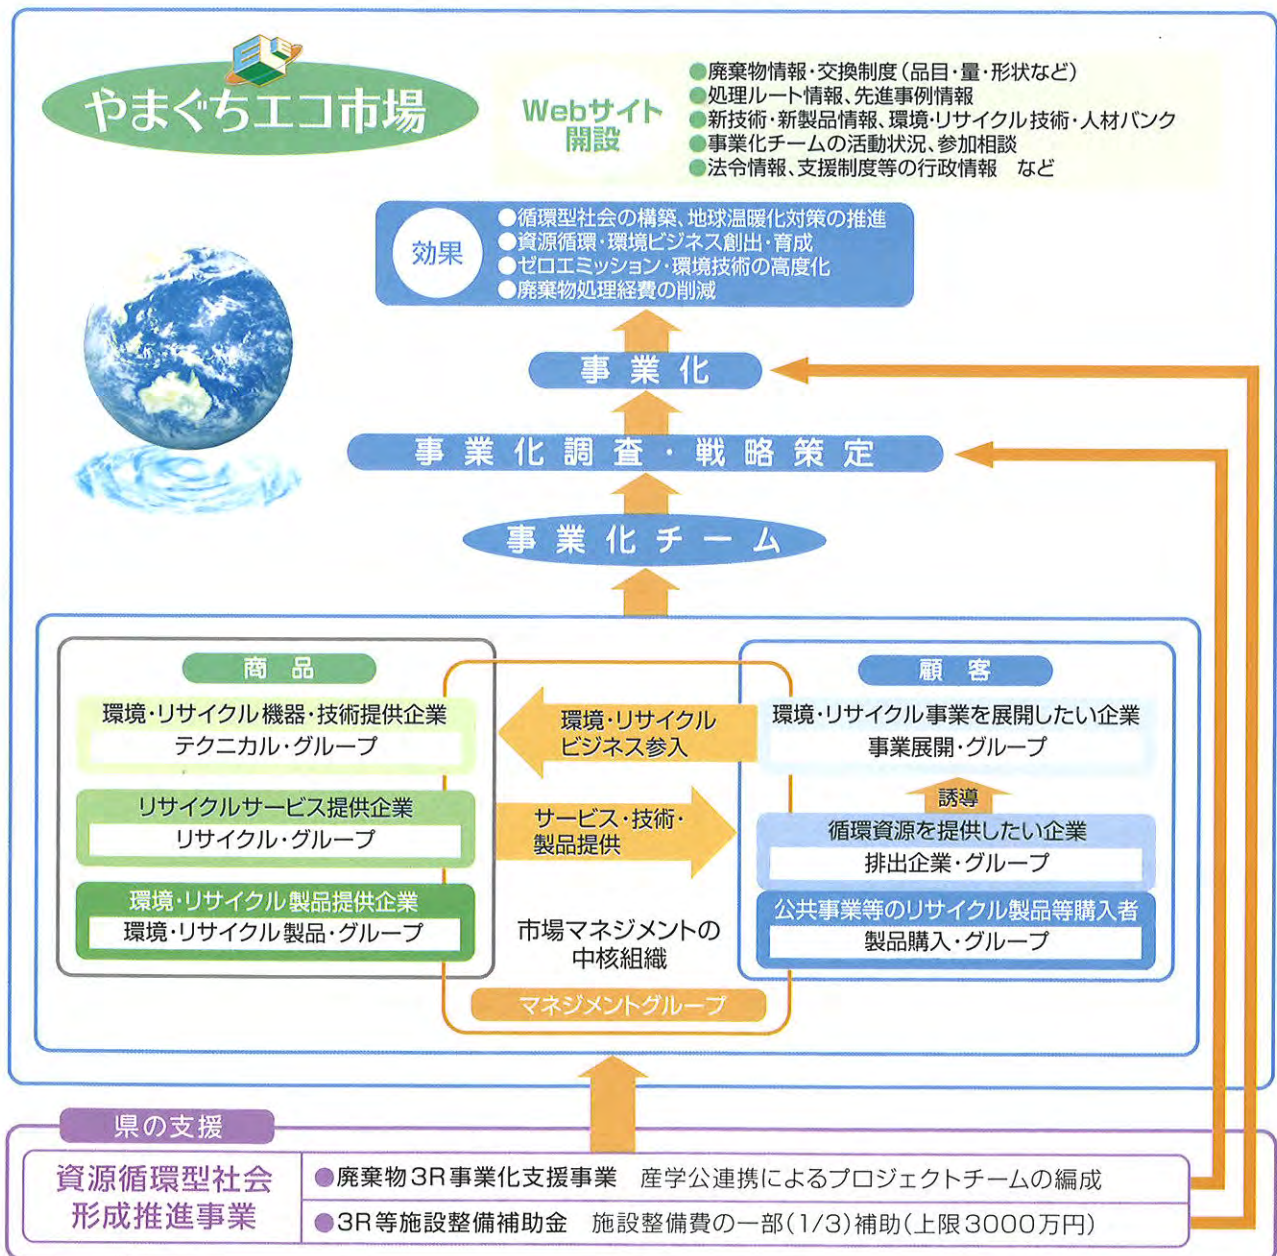 やまぐちエコ市場
Webサイト
開設
●廃棄物情報・交換制度(品目・量・形状など)
●処理ルート情報、先進事例情報
●新技術・新製品情報、環境・リサイクル技術・人材バンク
●事業化チームの活動状況、参加相談
●法令情報、支援制度等の行政情報 など
効果
●循環型社会の構築、地球温暖化対策の推進
●資源循環・環境ビジネス創出・育成
●ゼロエミッション・環境技術の高度化
●廃棄物処理経費の削減
事業化
事業化調査・戦略策定
事業化チーム
商品
環境・リサイクル機器・技術提供企業
テクニカル・グループ
リサイクルサービス提供企業
リサイクル・グループ
環境・リサイクル製品提供企業
環境・リサイクル製品・グループ
環境・リサイクル
ビジネス参入
サービス・技術・
製品提供
市場マネジメントの
中核組織
マネジメントグループ
顧客
環境・リサイクル事業を展開したい企業
事業展開・グループ
誘導
循環資源を提供したい企業
排出企業・グループ
公共事業等のリサイクル製品等購入者
製品購入・グループ
県の支援
資源循環型社会
形成推進事業
●廃棄物3R事業化支援事業 産学公連携によるプロジェクトチームの編成
●3R等施設整備補助金 施設整備費の一部(1/3)補助(上限3000万円)